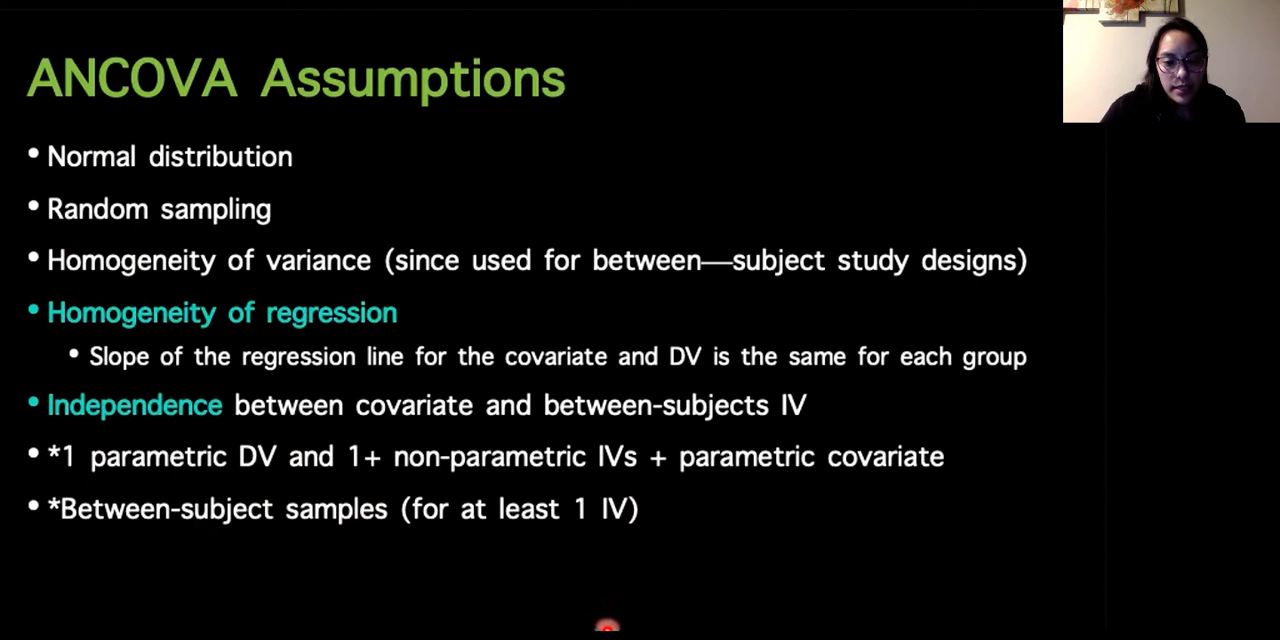 ANCOVA Assumptions
• Normal distribution
• Random sampling
• Homogeneity of variance (since used for between—subject study designs)
• Homogeneity of regression
• Slope of the regression line for the covariate and DV is the same for each group
• Independence between covariate and between-subjects IV
• *1 parametric DV and 1+ non-parametric IVs + parametric covariate
• *Between-subject samples (for at least 1 IV)